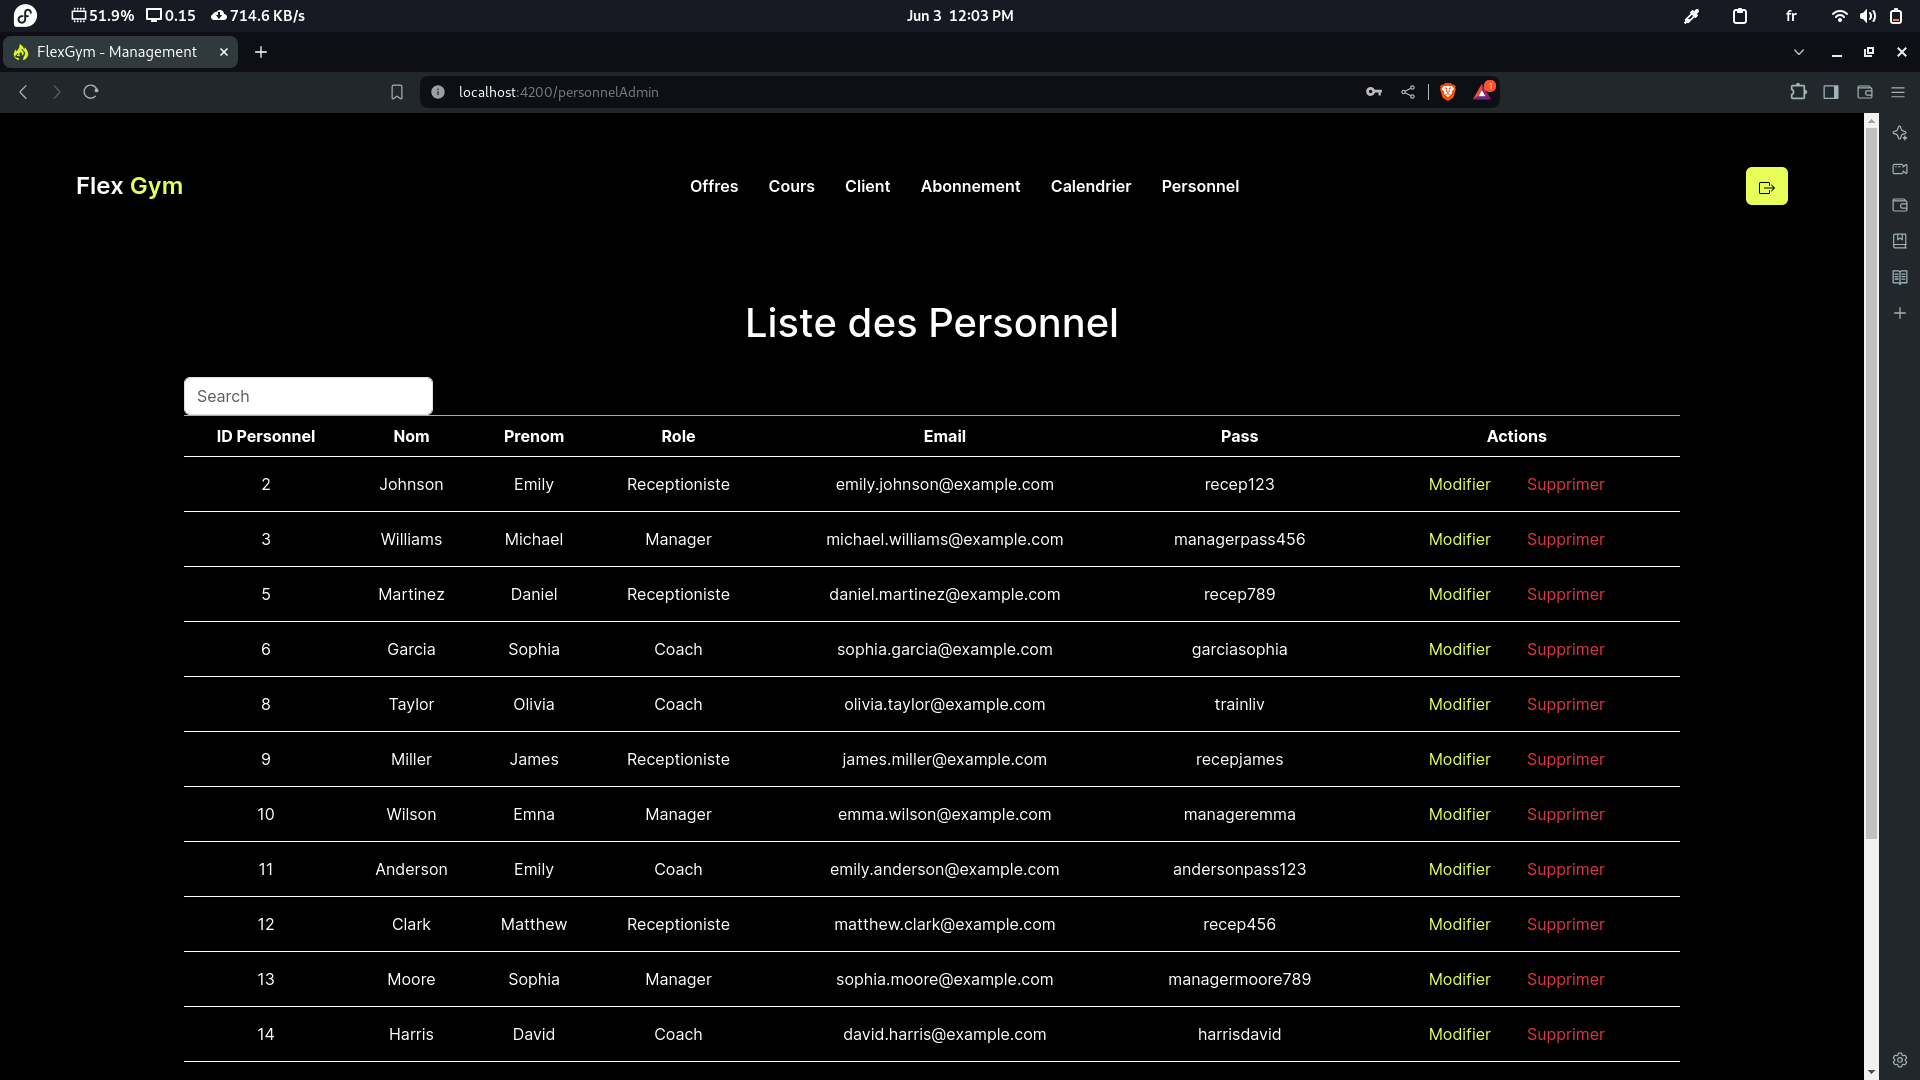 51.9% 0.15 714.6 KB/s Jun 3 12:03 PM fr
FlexGym - Management
localhost:4200/personnelAdmin 1
Flex Gym Offres Cours Client Abonnement Calendrier Personnel
Liste des Personnel
Search
ID Personnel Nom Prenom Role Email Pass Actions
2 Johnson Emily Receptioniste emily.johnson@example.com recep123 Modifier Supprimer
3 Williams Michael Manager michael.williams@example.com managerpass456 Modifier Supprimer
5 Martinez Daniel Receptioniste daniel.martinez@example.com recep789 Modifier Supprimer
6 Garcia Sophia Coach sophia.garcia@example.com garciasophia Modifier Supprimer
8 Taylor Olivia Coach olivia.taylor@example.com trainliv Modifier Supprimer
9 Miller James Receptioniste james.miller@example.com recepjames Modifier Supprimer
10 Wilson Emna Manager emma.wilson@example.com manageremma Modifier Supprimer
11 Anderson Emily Coach emily.anderson@example.com andersonpass123 Modifier Supprimer
12 Clark Matthew Receptioniste matthew.clark@example.com recep456 Modifier Supprimer
13 Moore Sophia Manager sophia.moore@example.com managermoore789 Modifier Supprimer
14 Harris David Coach david.harris@example.com harrisdavid Modifier Supprimer